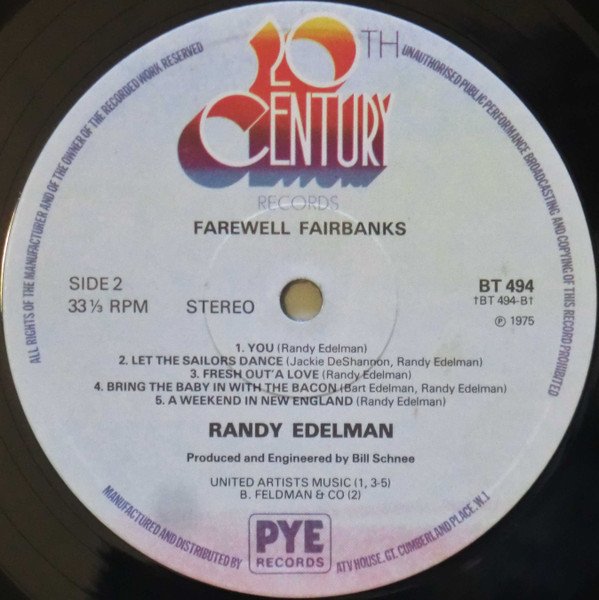 20TH
CENTURY
RECORDS
FAREWELL FAIRBANKS
SIDE 2
33 ⅓ RPM
STEREO
BT 494
†BT 494-B†
℗ 1975
1. YOU (Randy Edelman)
2. LET THE SAILORS DANCE (Jackie DeShannon, Randy Edelman)
3. FRESH OUT'A LOVE (Randy Edelman)
4. BRING THE BABY IN WITH THE BACON (Bart Edelman, Randy Edelman)
5. A WEEKEND IN NEW ENGLAND (Randy Edelman)
RANDY EDELMAN
Produced and Engineered by Bill Schnee
UNITED ARTISTS MUSIC (1, 3-5)
B. FELDMAN & CO (2)
PYE
RECORDS
ALL RIGHTS OF THE MANUFACTURER AND OF THE OWNER OF THE RECORDED WORK RESERVED
UNAUTHORISED PUBLIC PERFORMANCE BROADCASTING AND COPYING OF THIS RECORD PROHIBITED
MANUFACTURED AND DISTRIBUTED BY
ATV HOUSE, GT. CUMBERLAND PLACE, W.1